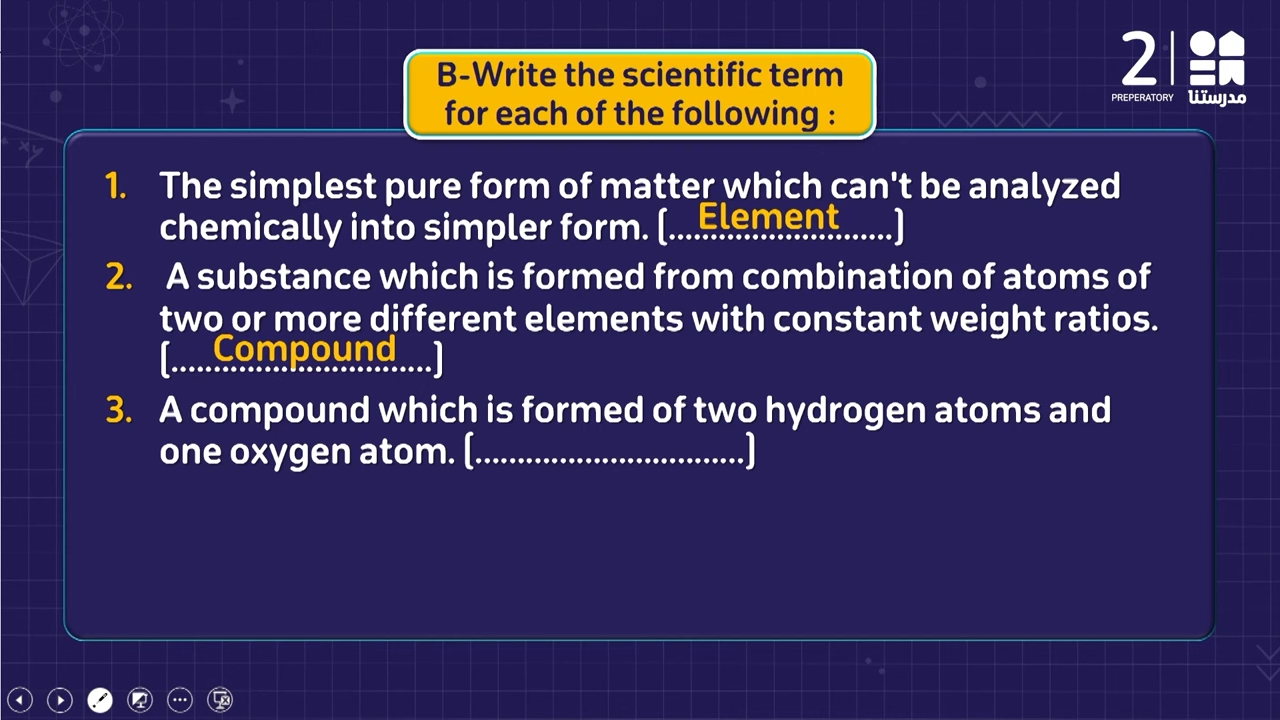 2
PREPERATORY
مدرستنا
B-Write the scientific term
for each of the following :
1. The simplest pure form of matter which can't be analyzed
chemically into simpler form. (...Element...)
2. A substance which is formed from combination of atoms of
two or more different elements with constant weight ratios.
(...Compound...)
3. A compound which is formed of two hydrogen atoms and
one oxygen atom. (................................)